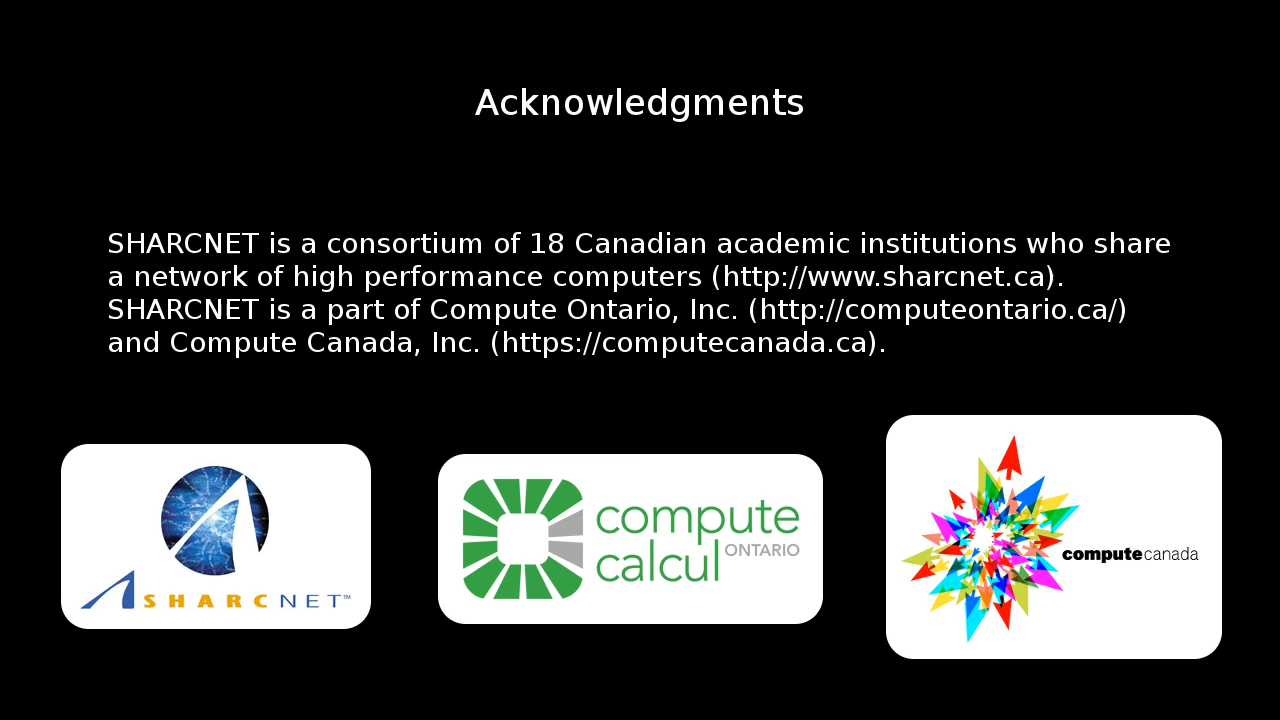 Acknowledgments
SHARCNET is a consortium of 18 Canadian academic institutions who share
a network of high performance computers (http://www.sharcnet.ca).
SHARCNET is a part of Compute Ontario, Inc. (http://computeontario.ca/)
and Compute Canada, Inc. (https://computecanada.ca).
SHARCNET™
compute
calcul ONTARIO
computecanada